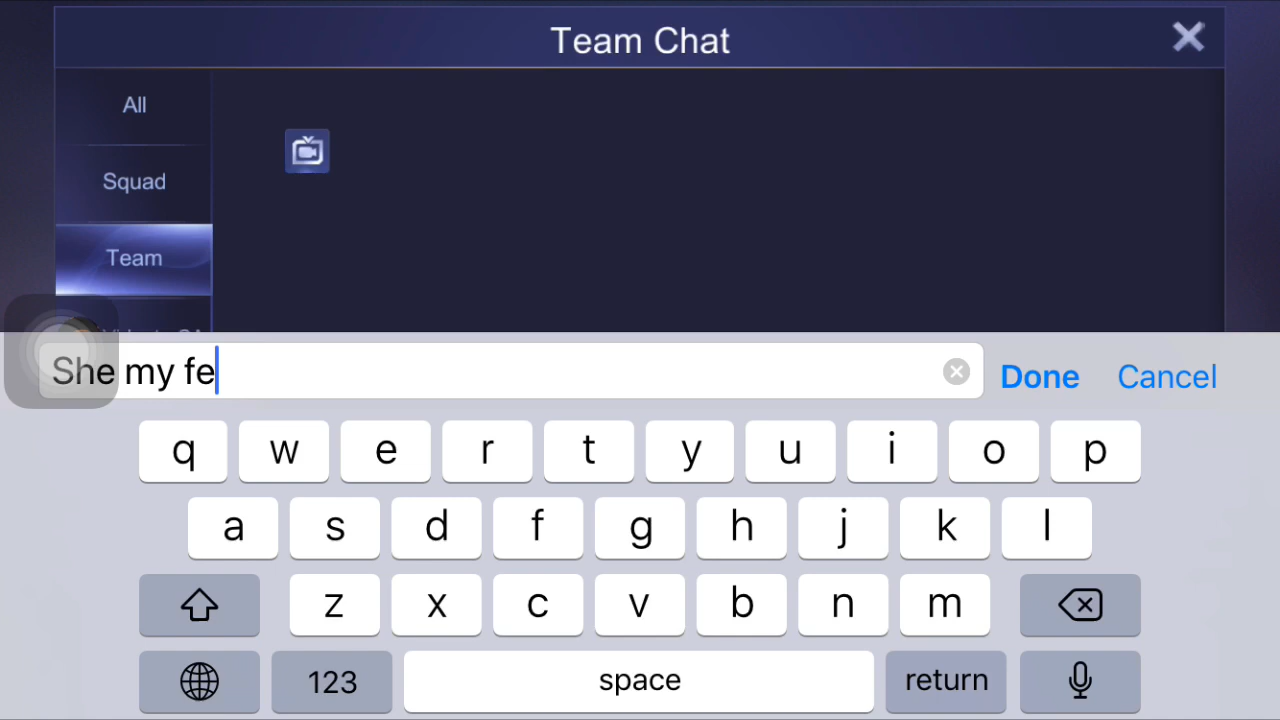 Team Chat
All
Squad
Team
She my fe
Done
Cancel
q w e r t y u i o p
a s d f g h j k l
z x c v b n m
123
space
return